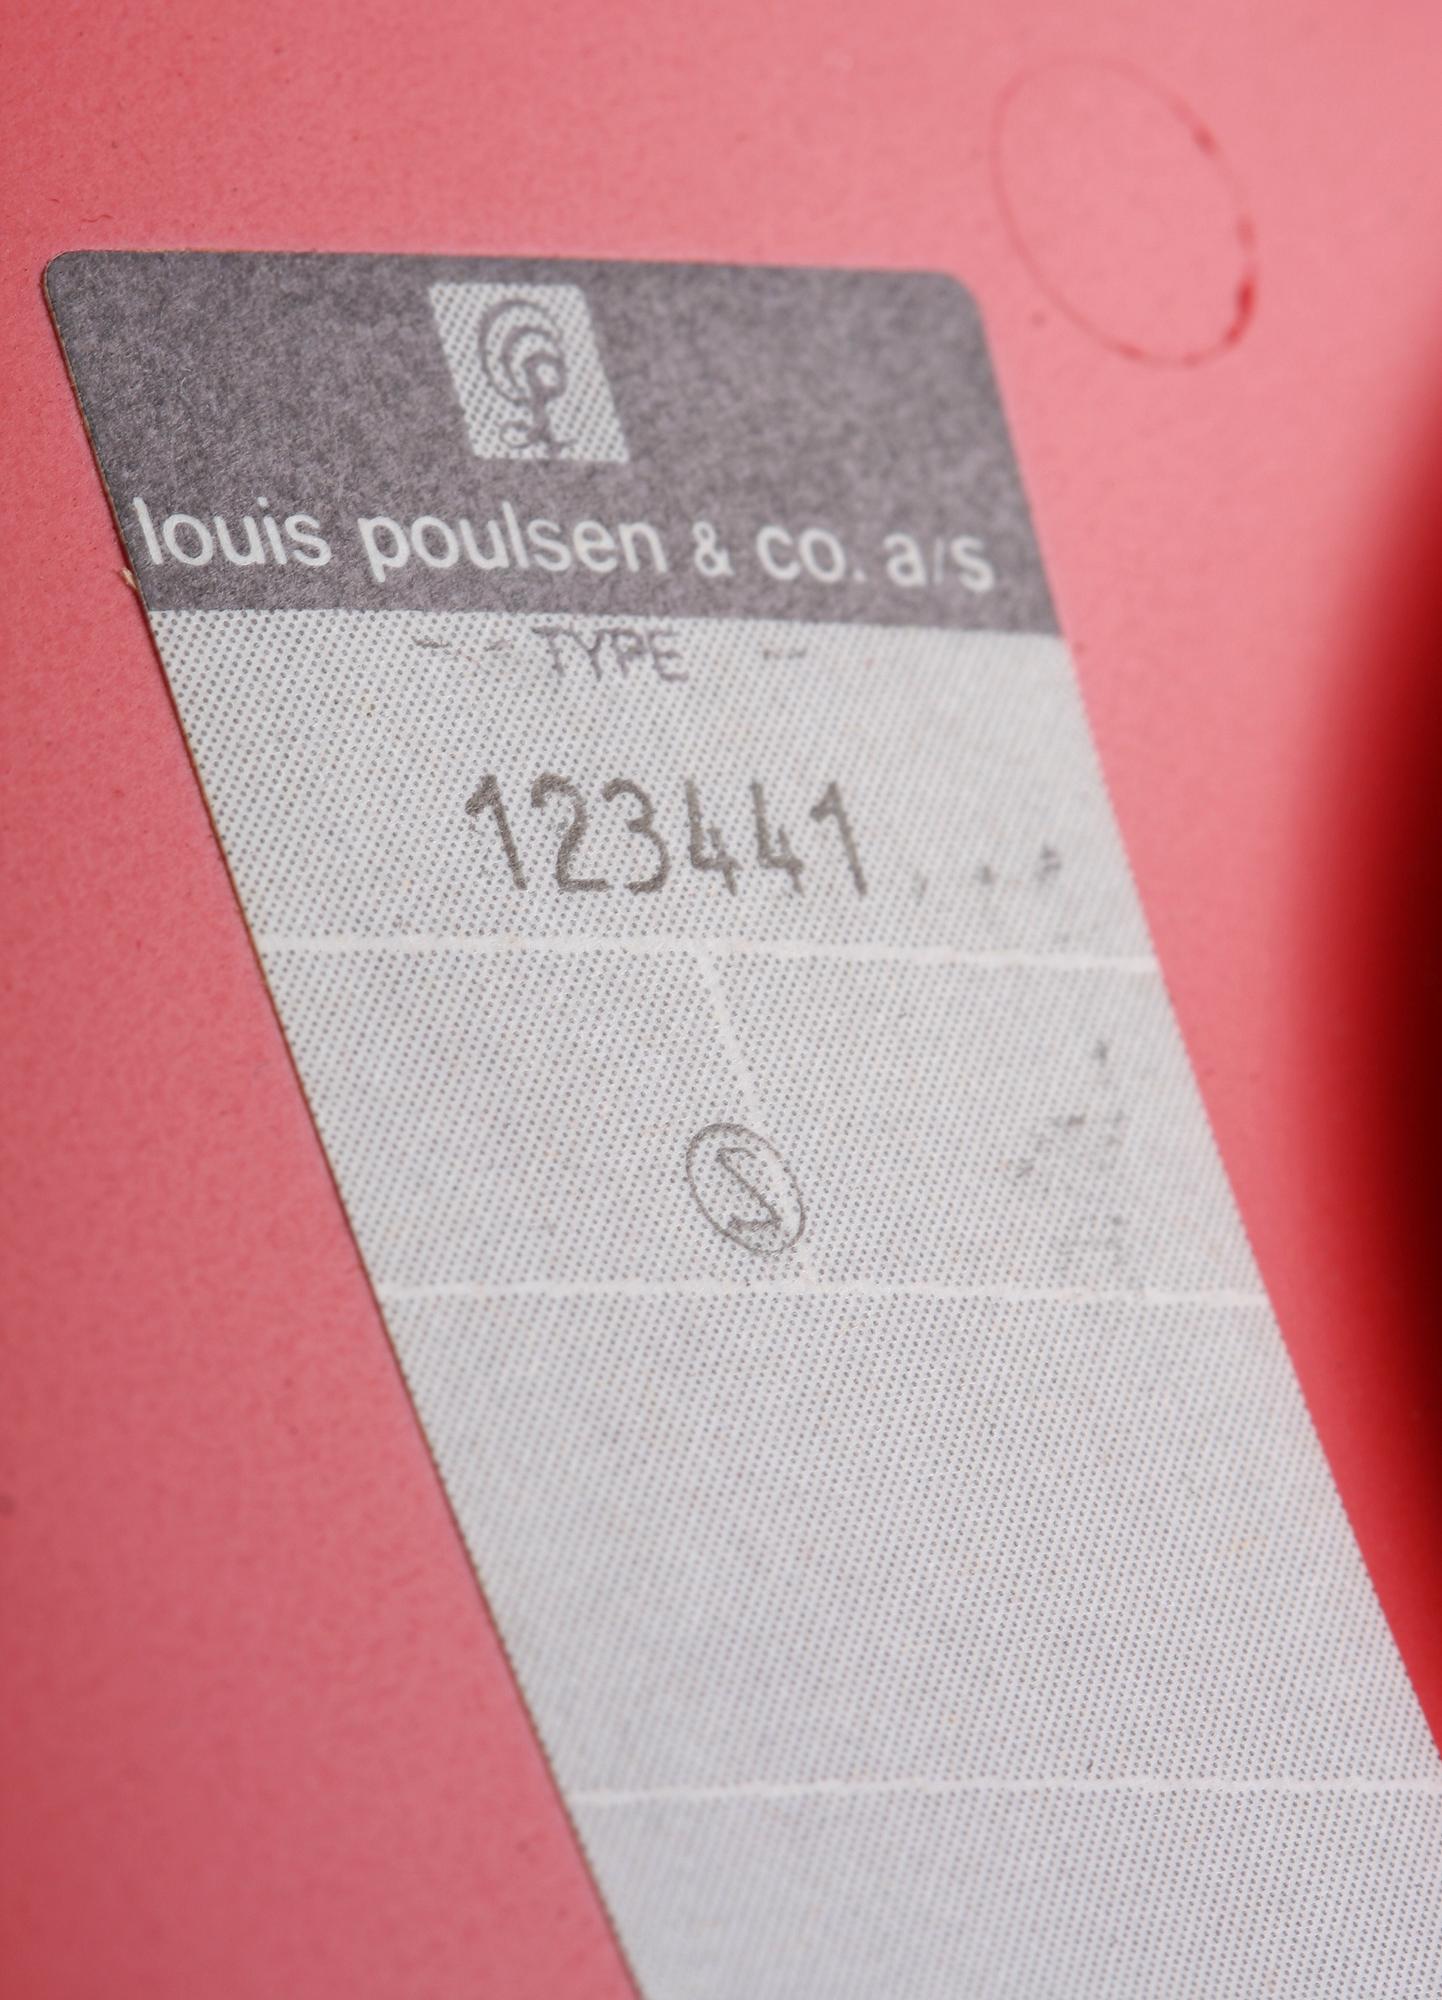 louis poulsen & co. a/s
TYPE
123441
S